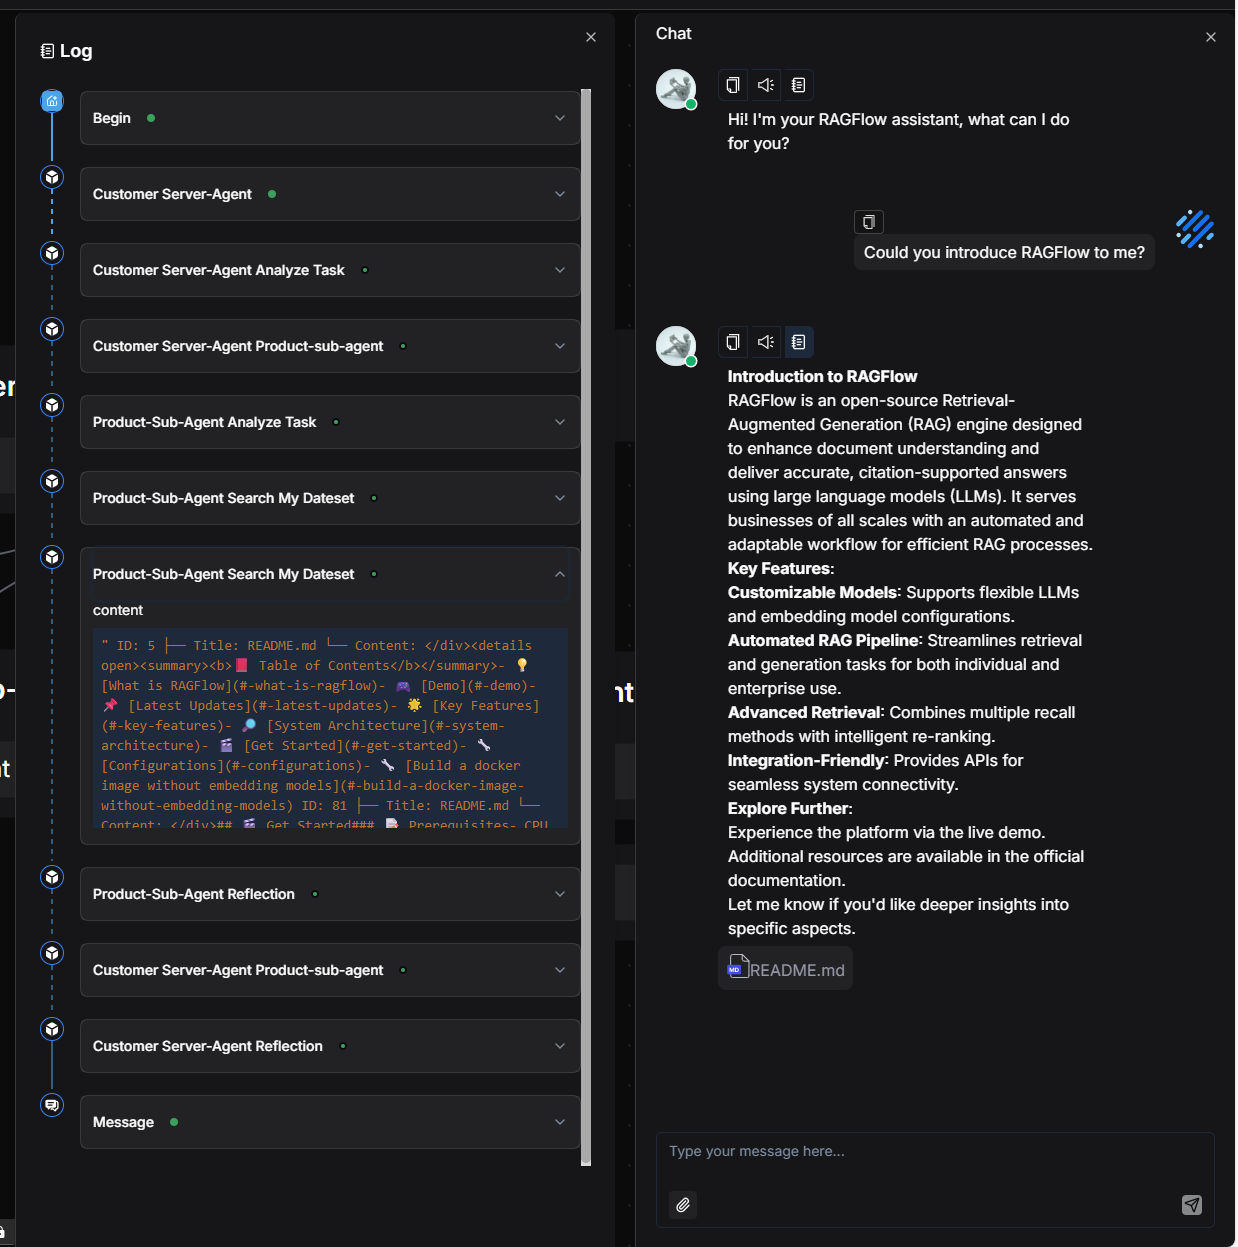 Log
Begin
Customer Server-Agent
Customer Server-Agent Analyze Task
Customer Server-Agent Product-sub-agent
Product-Sub-Agent Analyze Task
Product-Sub-Agent Search My Dateset
Product-Sub-Agent Search My Dateset
content
" ID: 5 ├── Title: README.md └── Content: </div><details
open><summary><b>📕 Table of Contents</b></summary>- 💡
[What is RAGFlow](#-what-is-ragflow)- 🎮 [Demo](#-demo)-
📌 [Latest Updates](#-latest-updates)- 🌟 [Key Features]
(#-key-features)- 🔎 [System Architecture](#-system-
architecture)- 🎬 [Get Started](#-get-started)- 🔧
[Configurations](#-configurations)- 🔧 [Build a docker
image without embedding models](#-build-a-docker-image-
without-embedding-models) ID: 81 ├── Title: README.md └──
Content: </div>## 🎬 Get Started### 📝 Prerequisites- CPU
Product-Sub-Agent Reflection
Customer Server-Agent Product-sub-agent
Customer Server-Agent Reflection
Message
Chat
Hi! I'm your RAGFlow assistant, what can I do
for you?
Could you introduce RAGFlow to me?
Introduction to RAGFlow
RAGFlow is an open-source Retrieval-
Augmented Generation (RAG) engine designed
to enhance document understanding and
deliver accurate, citation-supported answers
using large language models (LLMs). It serves
businesses of all scales with an automated and
adaptable workflow for efficient RAG processes.
Key Features:
Customizable Models: Supports flexible LLMs
and embedding model configurations.
Automated RAG Pipeline: Streamlines retrieval
and generation tasks for both individual and
enterprise use.
Advanced Retrieval: Combines multiple recall
methods with intelligent re-ranking.
Integration-Friendly: Provides APIs for
seamless system connectivity.
Explore Further:
Experience the platform via the live demo.
Additional resources are available in the official
documentation.
Let me know if you'd like deeper insights into
specific aspects.
MD README.md
Type your message here...